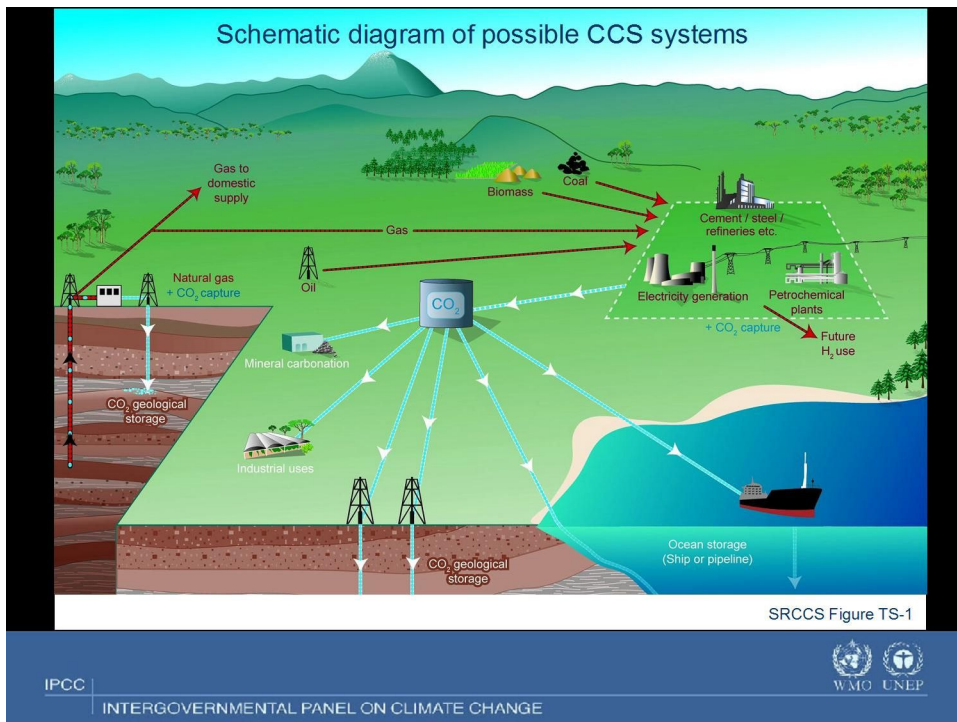 Schematic diagram of possible CCS systems
Gas to
domestic
supply
Biomass
Coal
Cement / steel /
refineries etc.
Gas
Natural gas
+ CO₂ capture
Oil
CO₂
Electricity generation
Petrochemical
plants
+ CO₂ capture
Future
H₂ use
Mineral carbonation
CO₂ geological
storage
Industrial uses
Ocean storage
(Ship or pipeline)
CO₂ geological
storage
SRCCS Figure TS-1
IPCC
INTERGOVERNMENTAL PANEL ON CLIMATE CHANGE
WMO UNEP